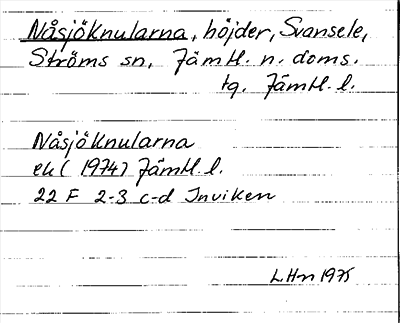 Nåsjöknularna, höjder, Svansele,
Ströms sn, Jämtl. n. doms.
tg. Jämtl. l.
Nåsjöknularna
ek (1974) Jämtl. l.
22 F 2-3 c-d Inviken
LHm 1975